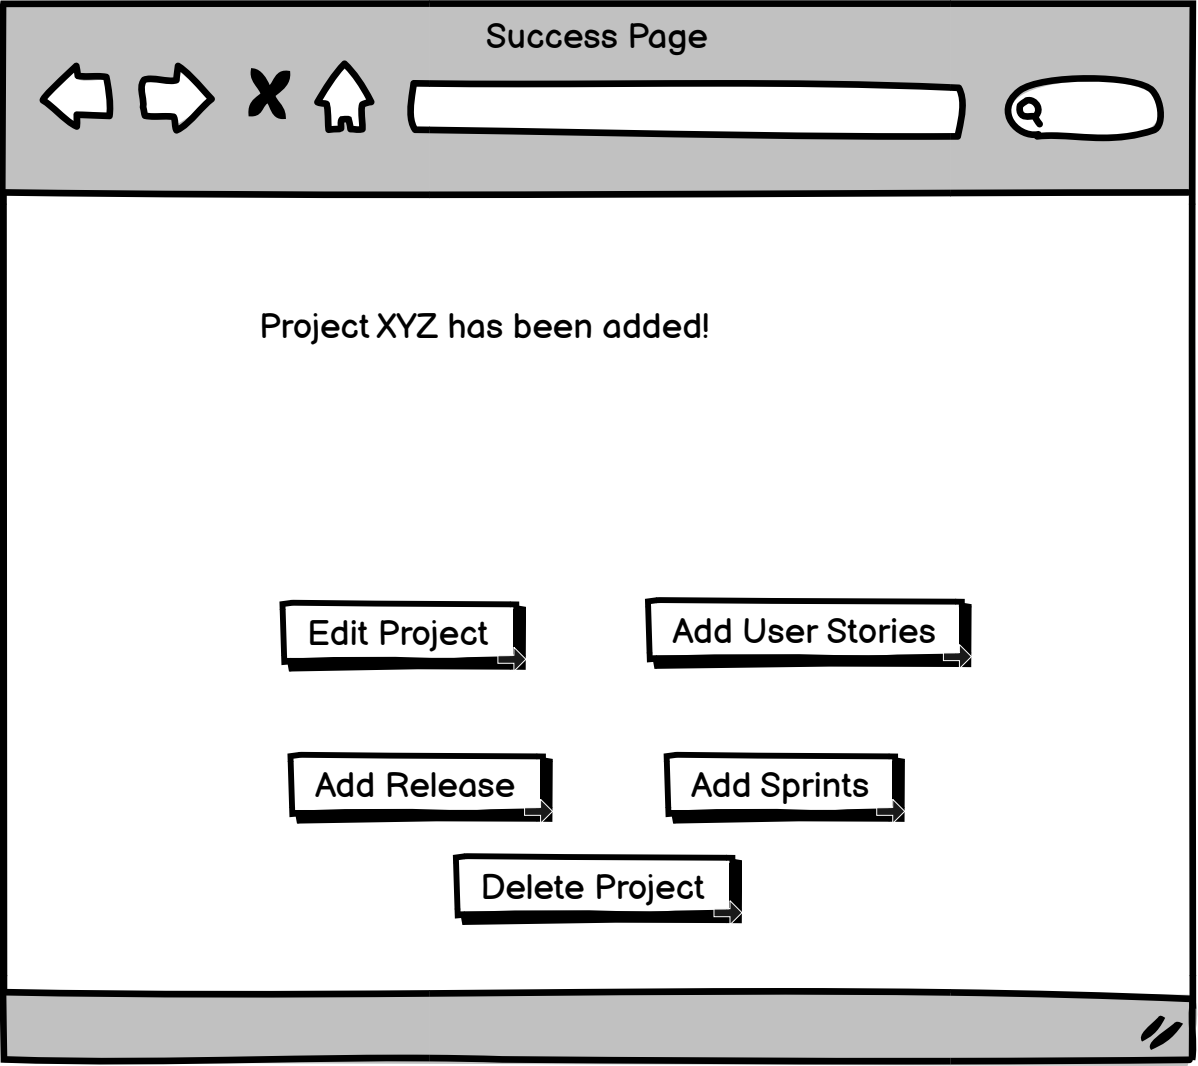 Success Page
Project XYZ has been added!
Edit Project
Add User Stories
Add Release
Add Sprints
Delete Project